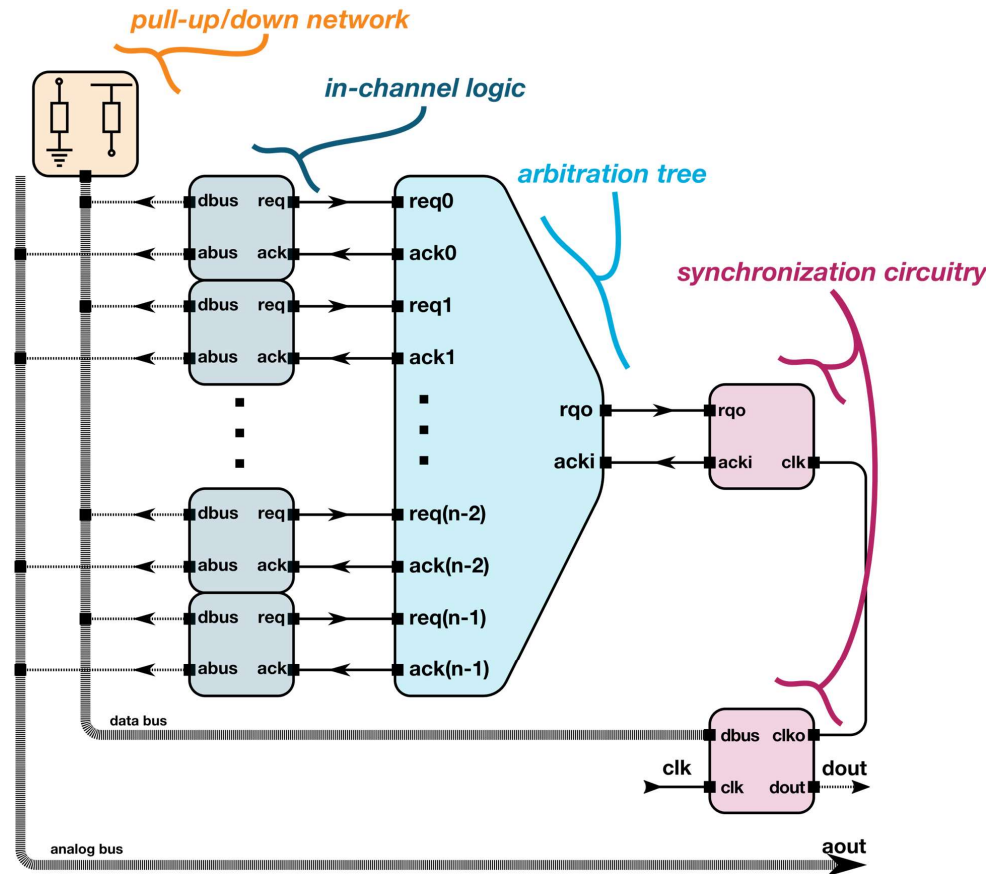 pull-up/down network
in-channel logic
arbitration tree
synchronization circuitry
dbus req
abus ack
dbus req
abus ack
dbus req
abus ack
dbus req
abus ack
req0
ack0
req1
ack1
req(n-2)
ack(n-2)
req(n-1)
ack(n-1)
rqo
acki
rqo
acki clk
data bus
dbus clko
clk dout
clk
dout
analog bus
aout